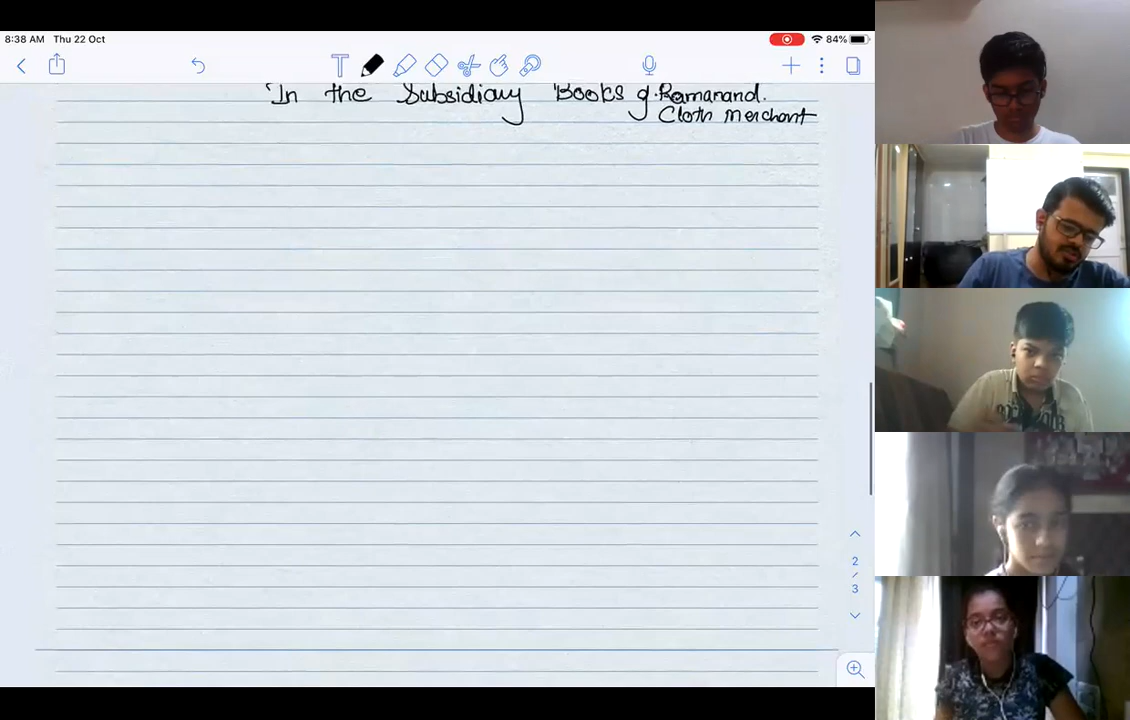 8:38 AM Thu 22 Oct
84%
In the Subsidiary Books of Ramanand.
Cloth Merchant
2
/
3